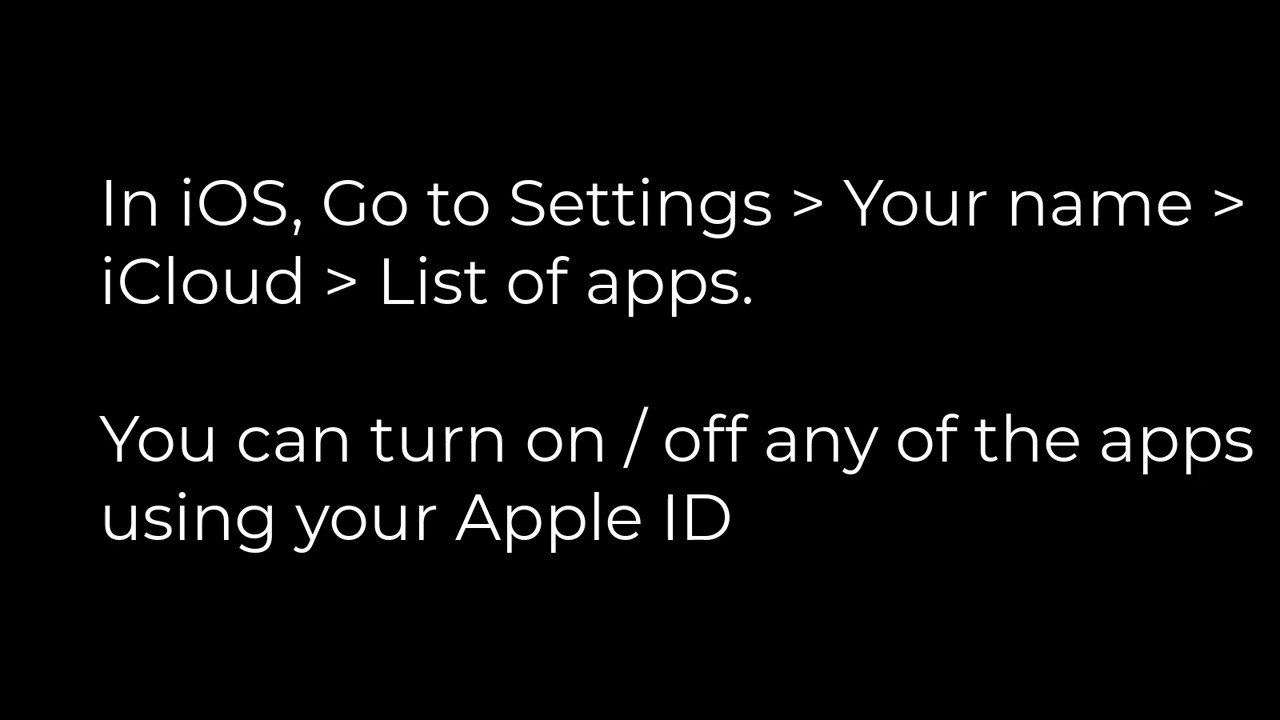 In iOS, Go to Settings > Your name >
iCloud > List of apps.
You can turn on / off any of the apps
using your Apple ID